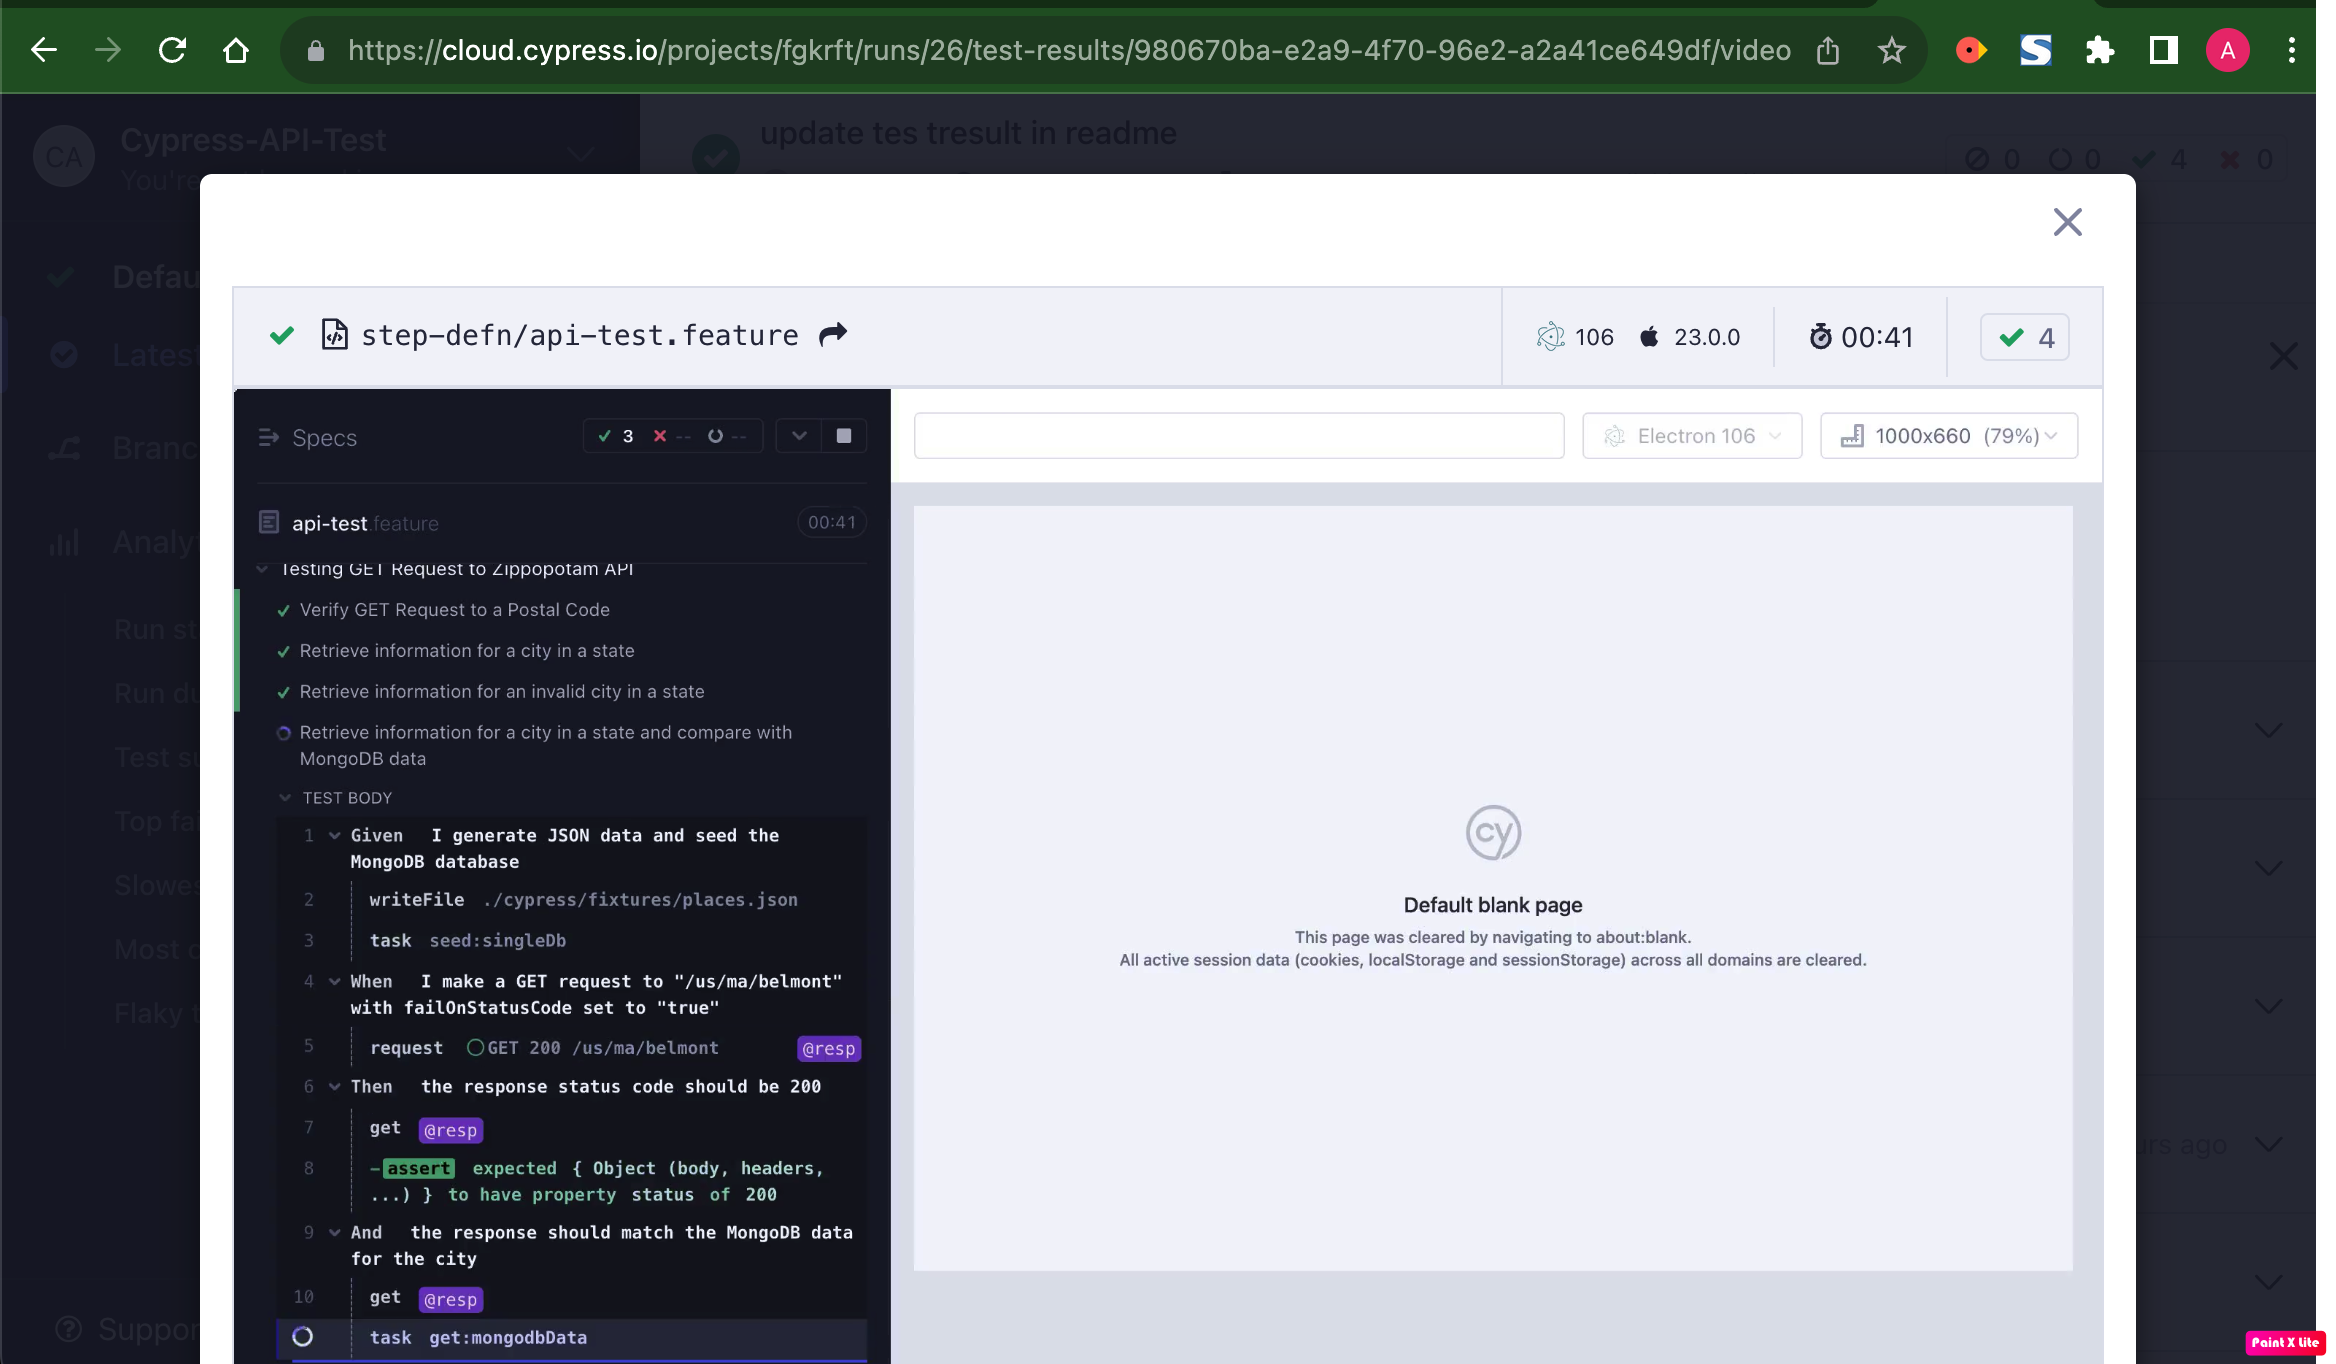 https://cloud.cypress.io/projects/fgkrft/runs/26/test-results/980670ba-e2a9-4f70-96e2-a2a41ce649df/video
A
CA
Cypress-API-Test
You're
update tes tresult in readme
0 0 4 0
Defau
Latest
Branc
Analy
Run st
Run du
Test su
Top fa
Slowes
Most c
Flaky t
Support
step-defn/api-test.feature
106 23.0.0
00:41
4
Specs
3 -- --
api-test.feature
00:41
Testing GET Request to Zippopotam API
Verify GET Request to a Postal Code
Retrieve information for a city in a state
Retrieve information for an invalid city in a state
Retrieve information for a city in a state and compare with
MongoDB data
TEST BODY
1 Given I generate JSON data and seed the
MongoDB database
2 writeFile ./cypress/fixtures/places.json
3 task seed:singleDb
4 When I make a GET request to "/us/ma/belmont"
with failOnStatusCode set to "true"
5 request GET 200 /us/ma/belmont @resp
6 Then the response status code should be 200
7 get @resp
8 -assert expected { Object (body, headers,
...) } to have property status of 200
9 And the response should match the MongoDB data
for the city
10 get @resp
task get:mongodbData
Electron 106
1000x660 (79%)
cy
Default blank page
This page was cleared by navigating to about:blank.
All active session data (cookies, localStorage and sessionStorage) across all domains are cleared.
urs ago
Paint X Lite